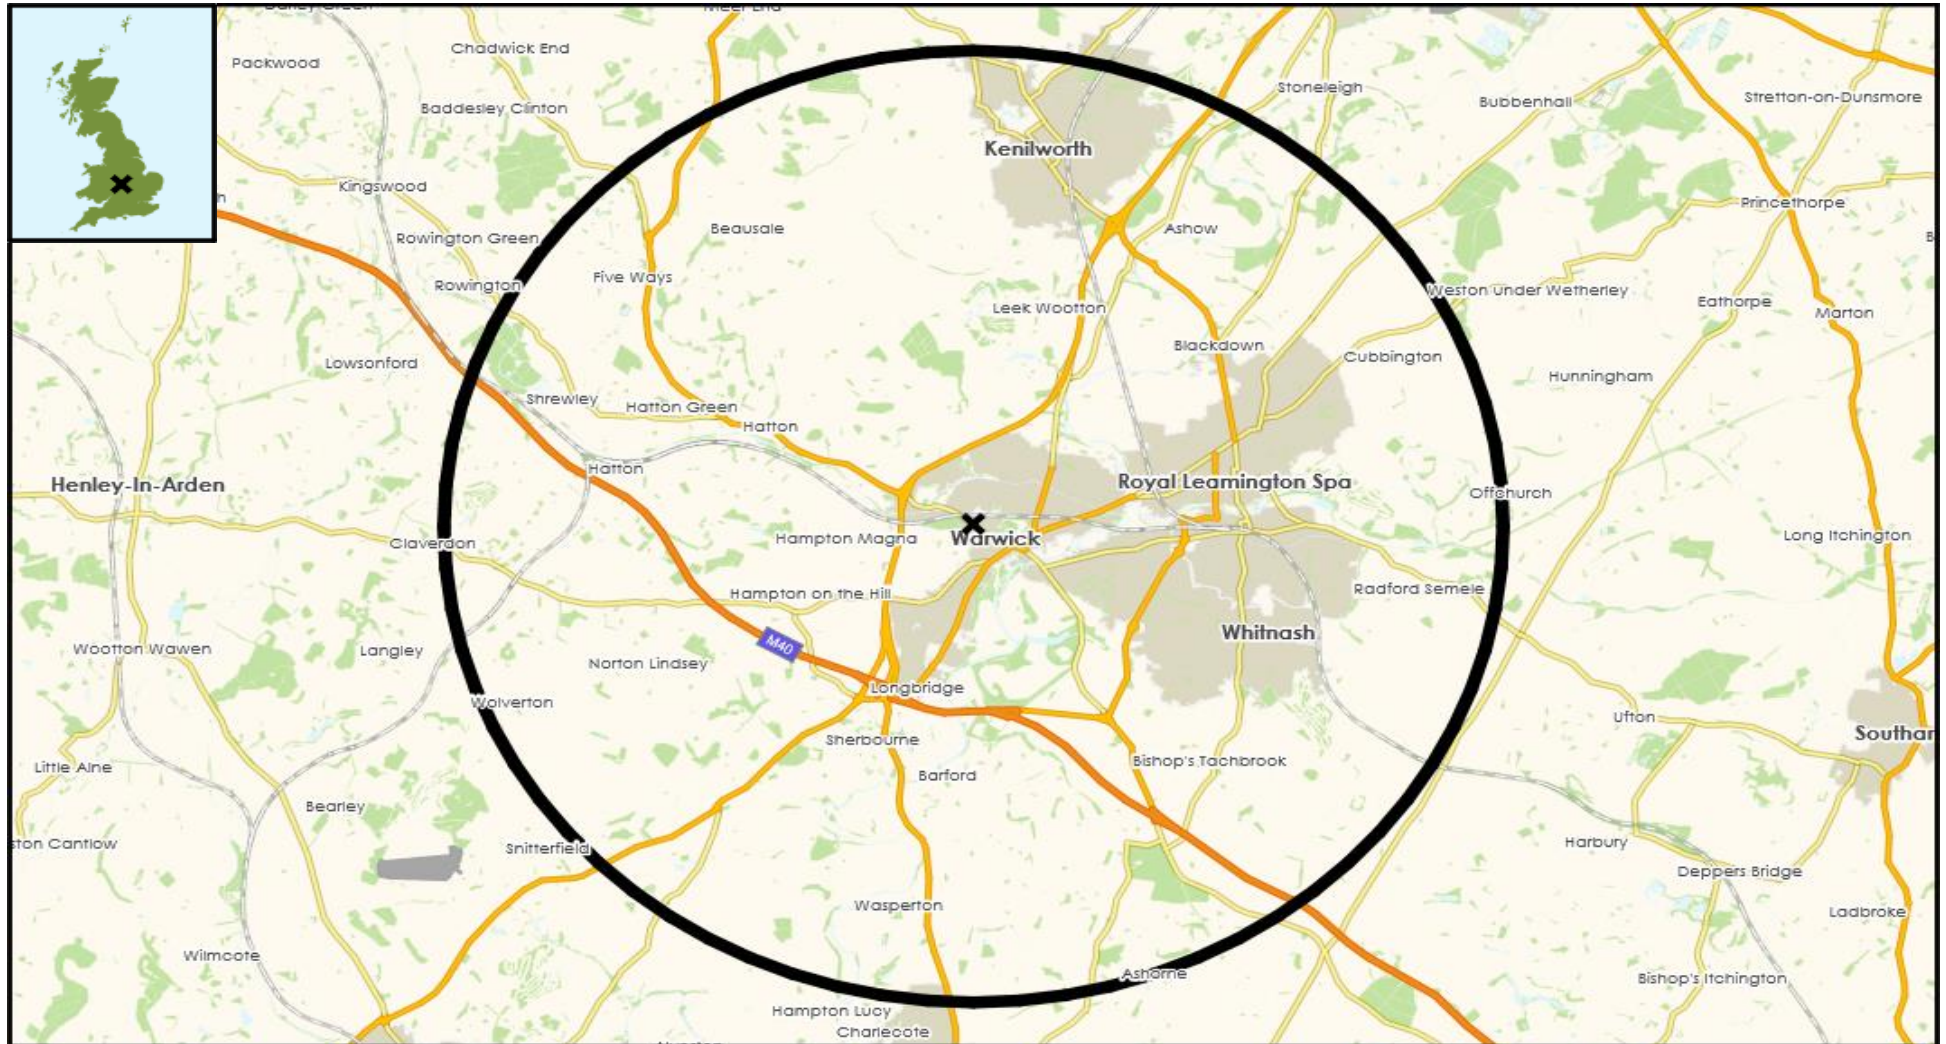 Packwood
Chadwick End
Baddesley Clinton
Stoneleigh
Bubbenhall
Stretton-on-Dunsmore
Kenilworth
Kingswood
Princethorpe
Rowington Green
Beausale
Ashow
Rowington
Five Ways
Weston under Wetherley
Leek Wootton
Eathorpe
Marton
Lowsonford
Blackdown
Cubbington
Hunningham
Shrewley
Hatton Green
Hatton
Henley-In-Arden
Hatton
Royal Leamington Spa
Offchurch
Claverdon
Hampton Magna
Warwick
Long Itchington
Hampton on the Hill
Radford Semele
Whitnash
M40
Wootton Wawen
Langley
Norton Lindsey
Longbridge
Wolverton
Ufton
Southar
Sherbourne
Little Alne
Barford
Bishop's Tachbrook
Bearley
Snitterfield
ston Cantlow
Harbury
Deppers Bridge
Wasperton
Ladbroke
Wilmcote
Ashorne
Bishop's Itchington
Hampton Lucy
Charlecote